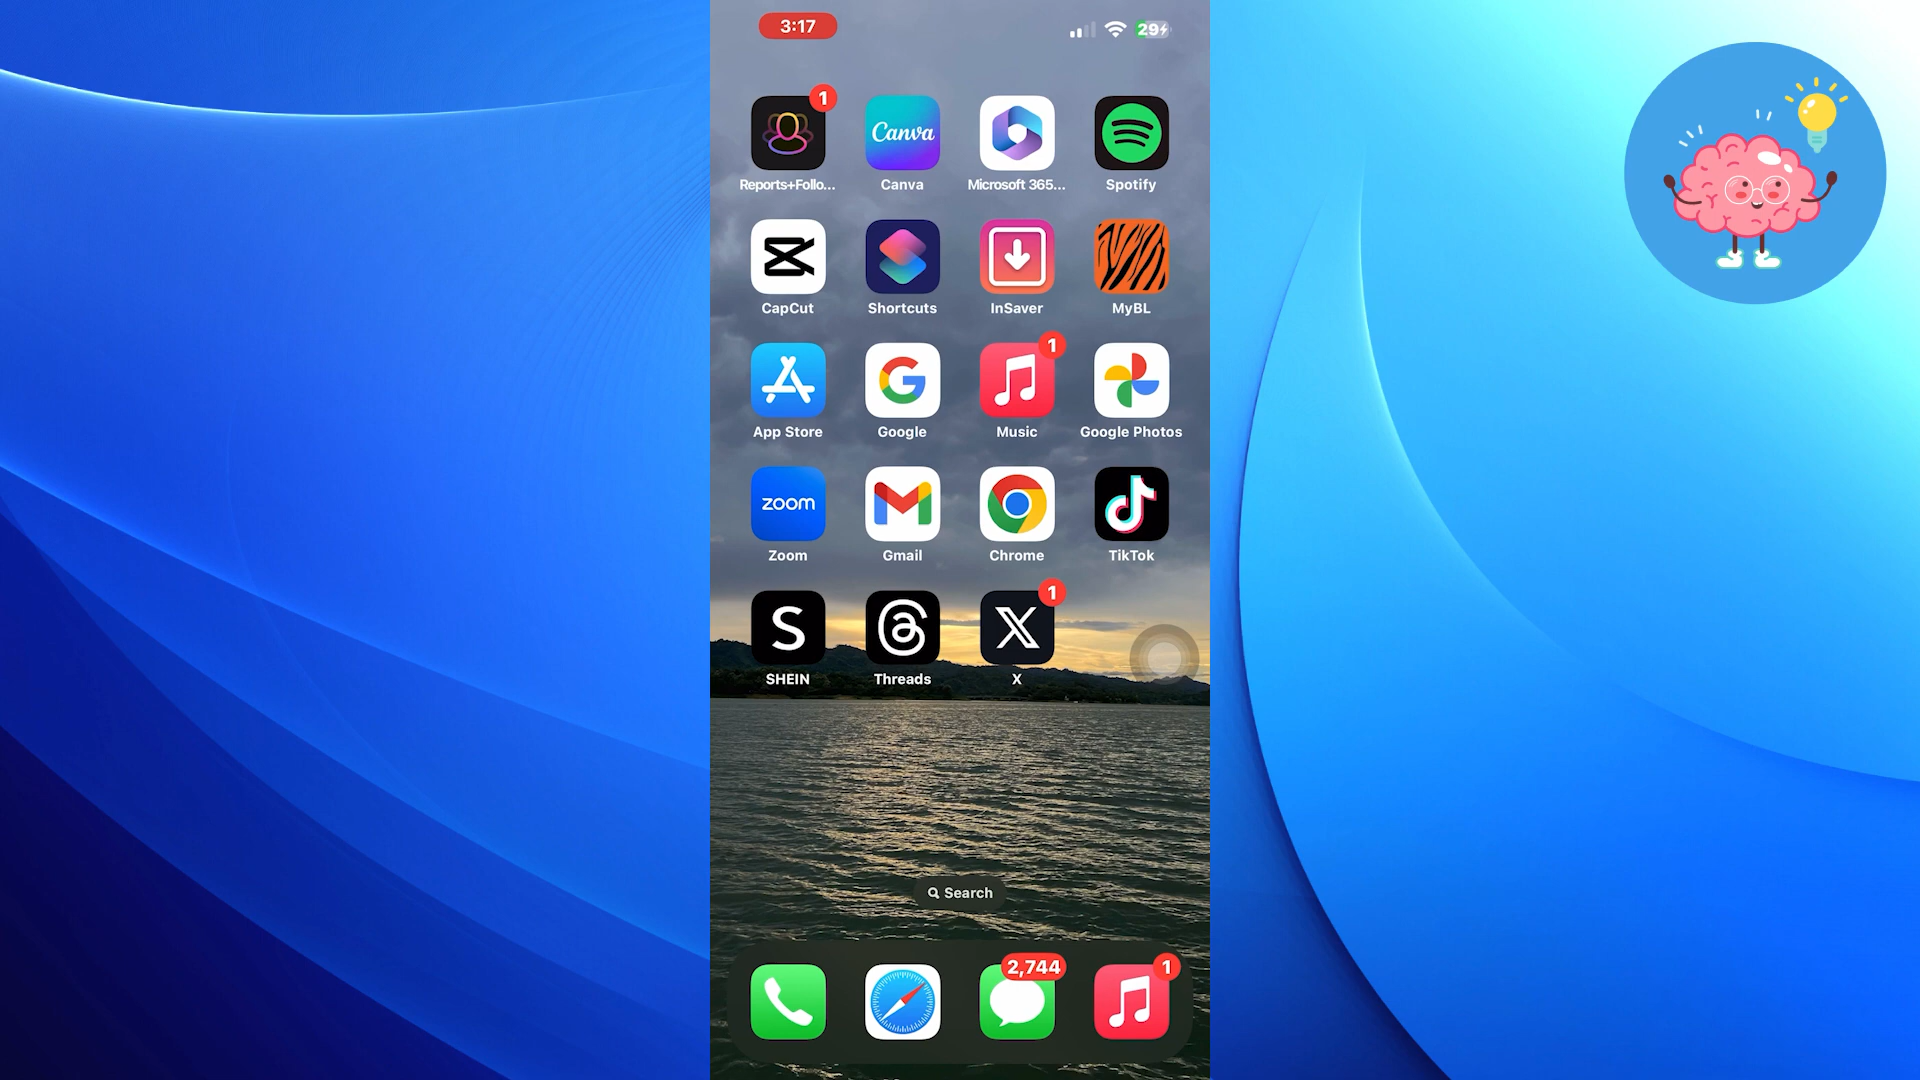 3:17
29
1
Canva
Reports+Follo...
Canva
Microsoft 365...
Spotify
CapCut
Shortcuts
InSaver
MyBL
1
App Store
Google
Music
Google Photos
zoom
Zoom
Gmail
Chrome
TikTok
1
S
SHEIN
Threads
X
Search
2,744
1